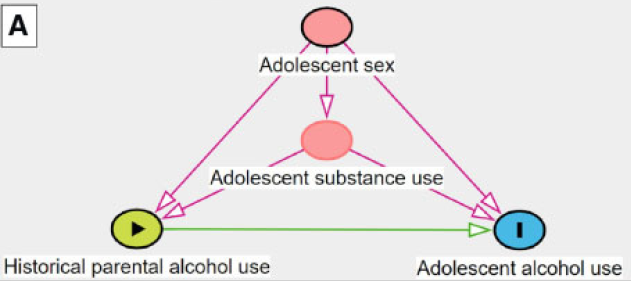 A
Adolescent sex
Adolescent substance use
Historical parental alcohol use
Adolescent alcohol use